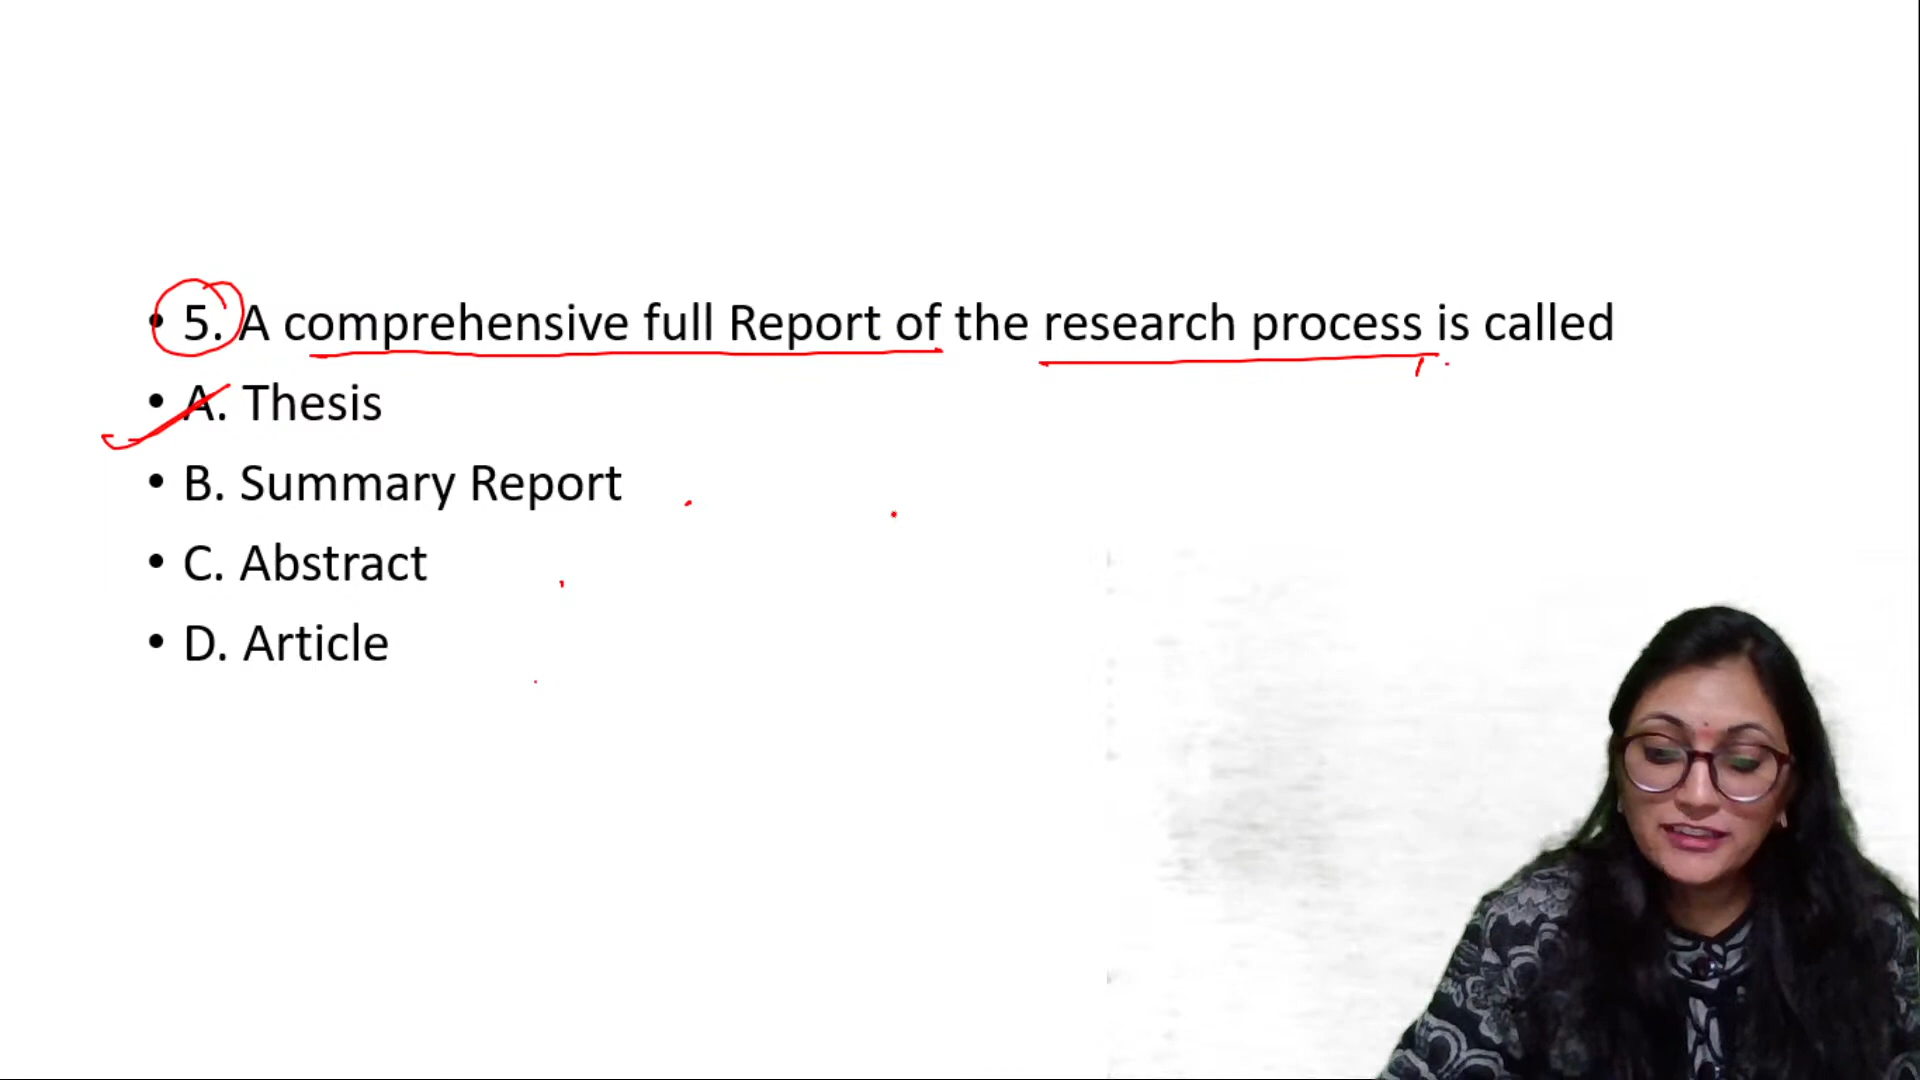 • 5. A comprehensive full Report of the research process is called
• A. Thesis
• B. Summary Report
• C. Abstract
• D. Article